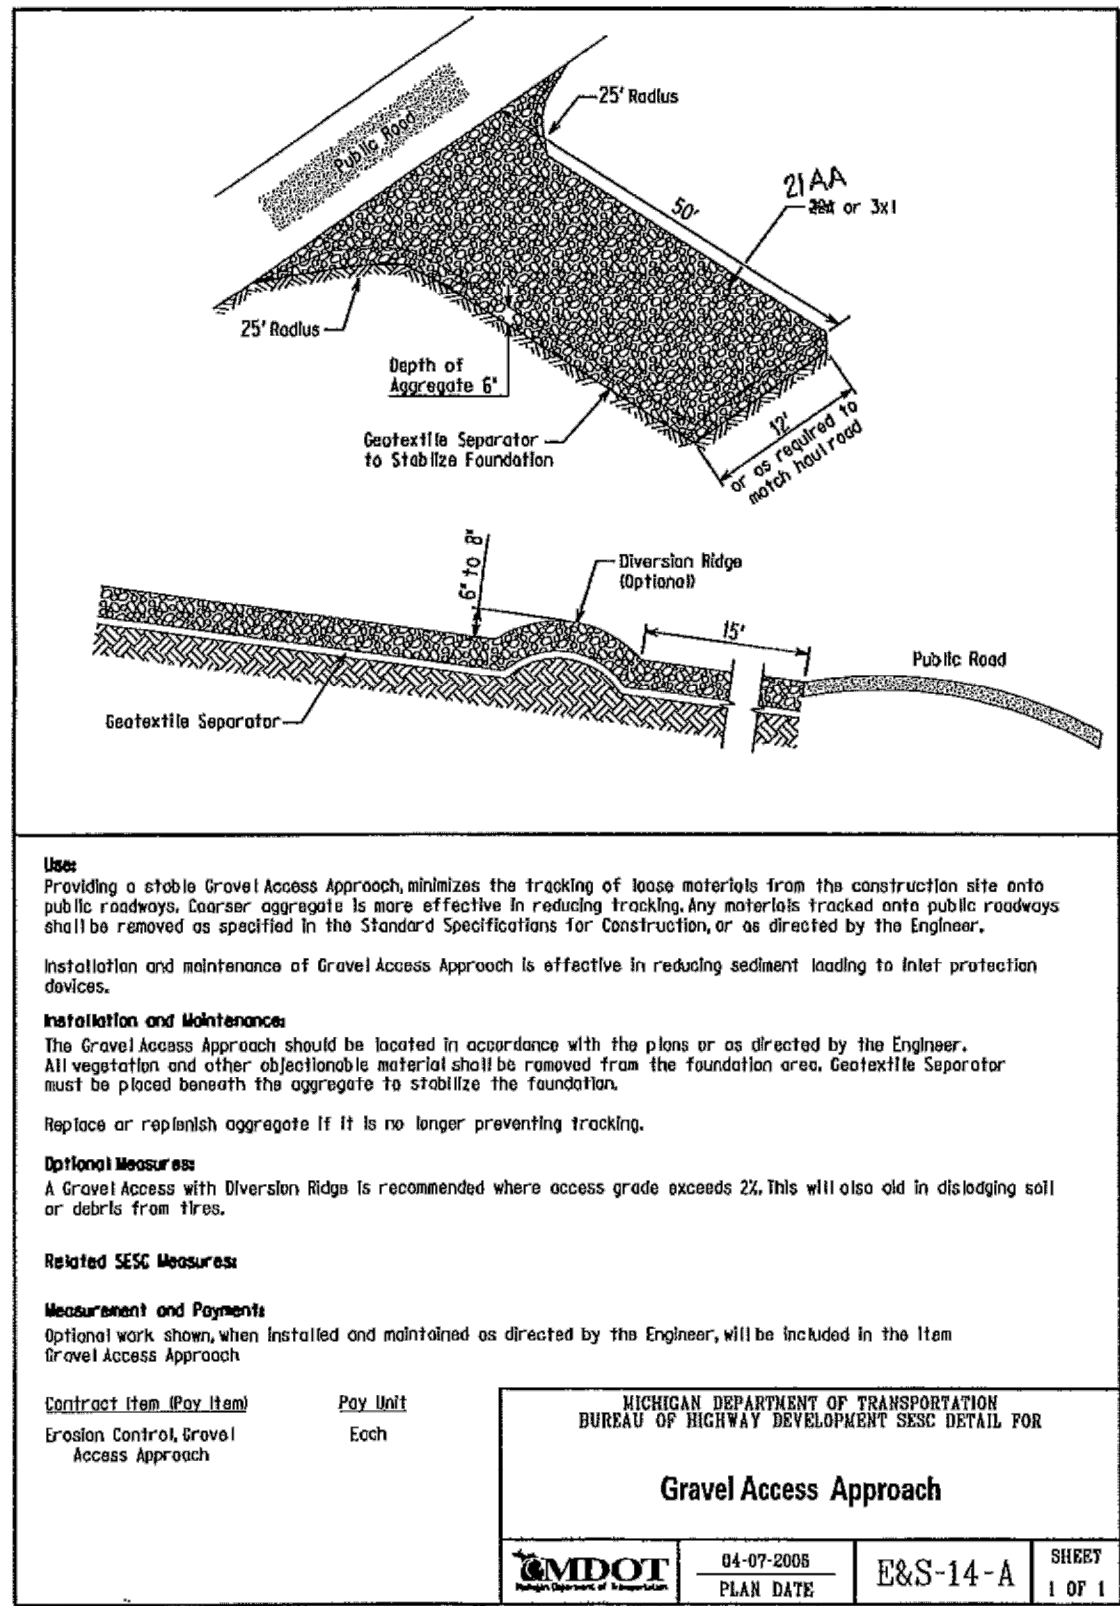 Public Road
25' Radius
21AA
22A or 3x1
50'
25' Radius
Depth of
Aggregate 6"
Geotextile Separator
to Stabilize Foundation
12'
or as required to
match haul road
6" to 8"
Diversion Ridge
(Optional)
15'
Public Road
Geotextile Separator
Use:
Providing a stable Gravel Access Approach, minimizes the tracking of loose materials from the construction site onto
public roadways. Coarser aggregate is more effective in reducing tracking. Any materials tracked onto public roadways
shall be removed as specified in the Standard Specifications for Construction, or as directed by the Engineer.
Installation and maintenance of Gravel Access Approach is effective in reducing sediment loading to inlet protection
devices.
Installation and Maintenance:
The Gravel Access Approach should be located in accordance with the plans or as directed by the Engineer.
All vegetation and other objectionable material shall be removed from the foundation area. Geotextile Separator
must be placed beneath the aggregate to stabilize the foundation.
Replace or replenish aggregate if it is no longer preventing tracking.
Optional Measures:
A Gravel Access with Diversion Ridge is recommended where access grade exceeds 2%. This will also aid in dislodging soil
or debris from tires.
Related SESC Measures:
Measurement and Payment:
Optional work shown, when installed and maintained as directed by the Engineer, will be included in the item
Gravel Access Approach
Contract Item (Pay Item) Pay Unit
Erosion Control, Gravel Each
Access Approach
MICHIGAN DEPARTMENT OF TRANSPORTATION
BUREAU OF HIGHWAY DEVELOPMENT SESC DETAIL FOR
Gravel Access Approach
MDOT
Michigan Department of Transportation
04-07-2006
PLAN DATE
E&S-14-A
SHEET
1 OF 1